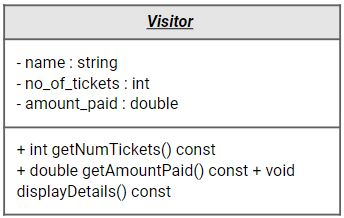 Visitor
- name : string
- no_of_tickets : int
- amount_paid : double
+ int getNumTickets() const
+ double getAmountPaid() const + void
displayDetails() const